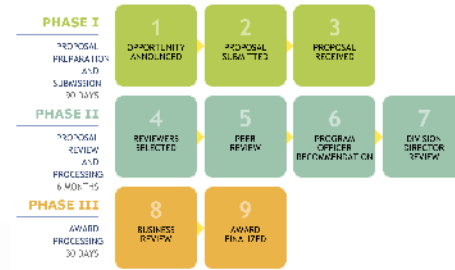 PHASE I
PROPOSAL
PREPARATION
AND
SUBMISSION
90 DAYS
1
OPPORTUNITY
ANNOUNCED
2
PROPOSAL
SUBMITTED
3
PROPOSAL
RECEIVED
PHASE II
PROPOSAL
REVIEW
AND
PROCESSING
6 MONTHS
4
REVIEWERS
SELECTED
5
PEER
REVIEW
6
PROGRAM
OFFICER
RECOMMENDATION
7
DIVISION
DIRECTOR
REVIEW
PHASE III
AWARD
PROCESSING
30 DAYS
8
BUSINESS
REVIEW
9
AWARD
FINALIZED